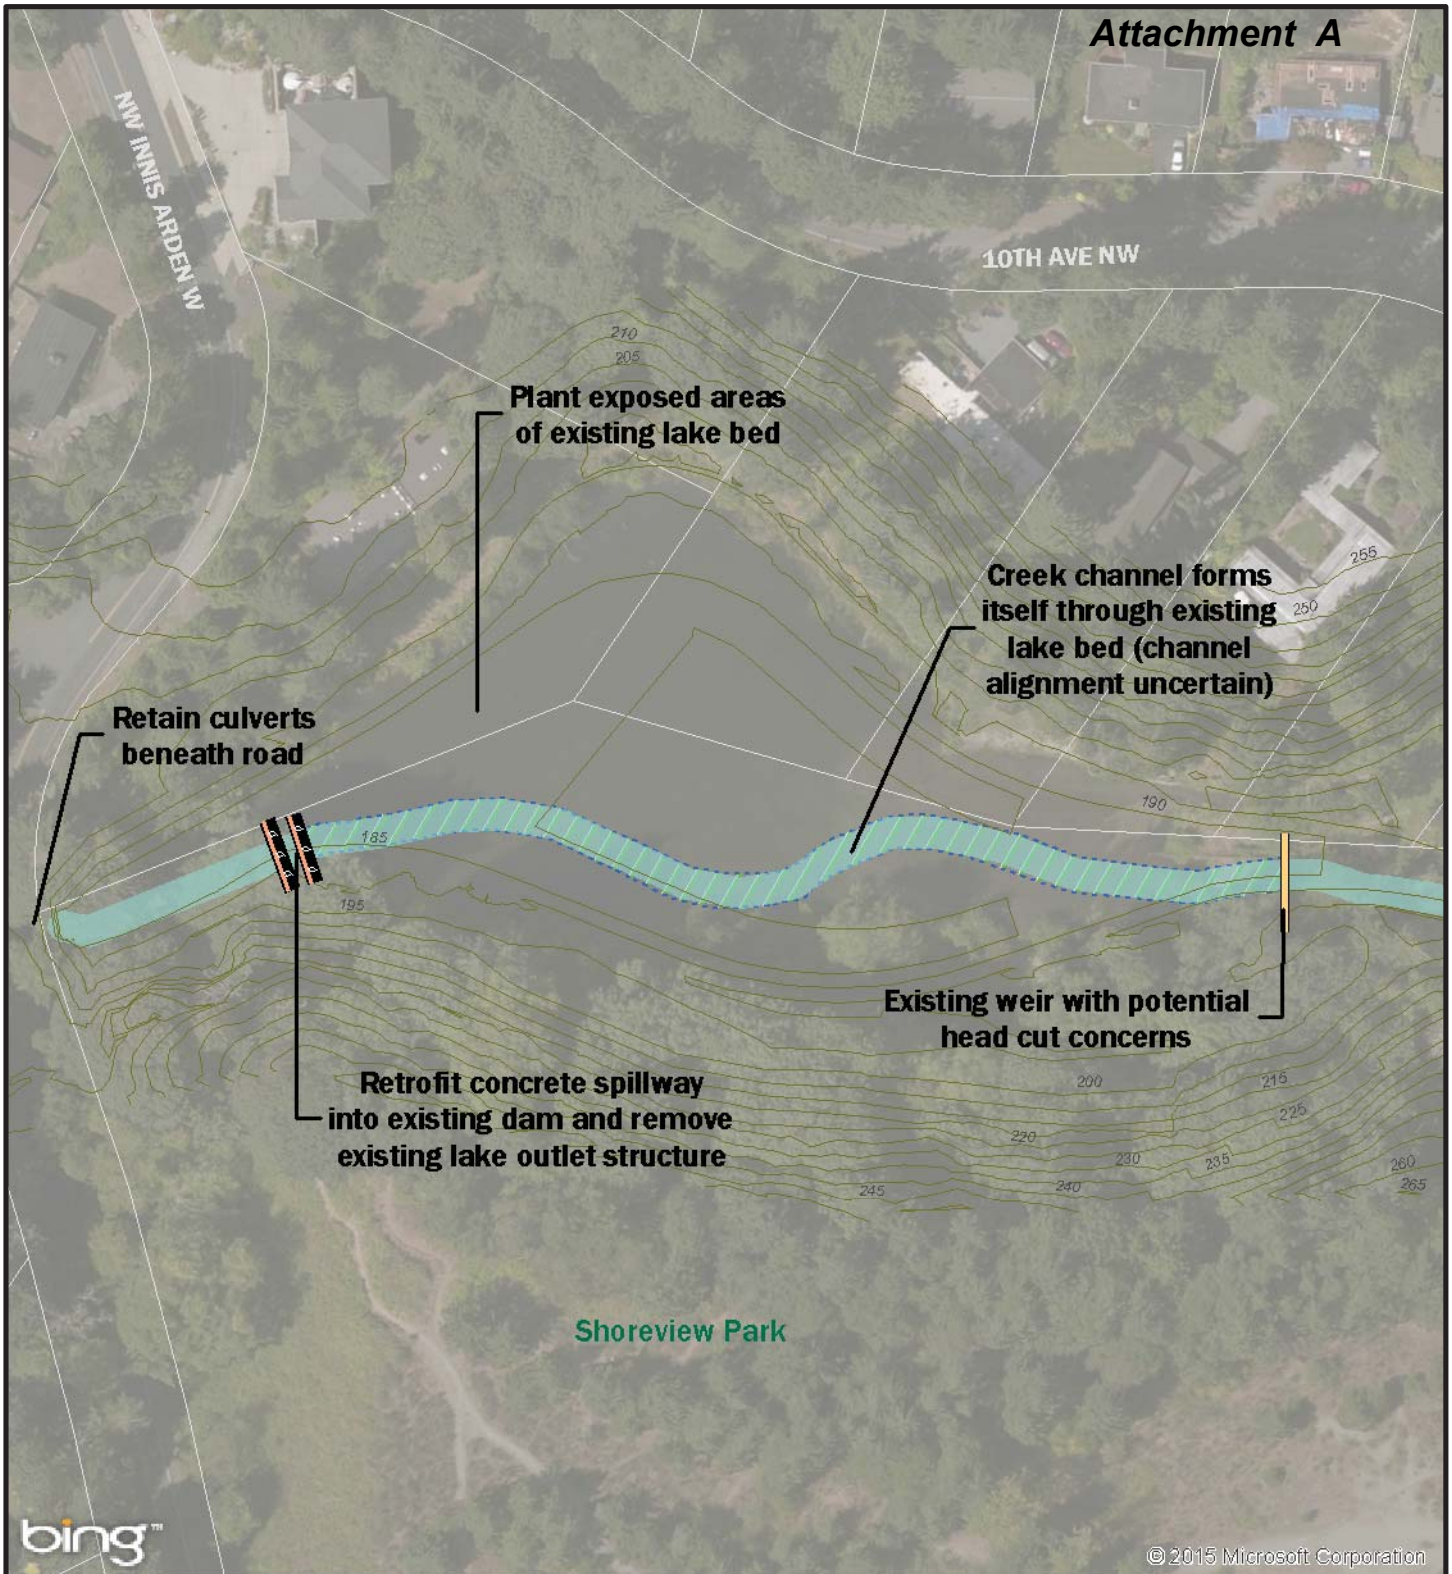 Attachment A
NW INNIS ARDEN W
10TH AVE NW
210
205
Plant exposed areas
of existing lake bed
255
250
Creek channel forms
itself through existing
lake bed (channel
alignment uncertain)
Retain culverts
beneath road
190
185
195
Existing weir with potential
head cut concerns
Retrofit concrete spillway
into existing dam and remove
existing lake outlet structure
200
215
225
220
230
235
260
265
245
240
Shoreview Park
bing™
© 2015 Microsoft Corporation